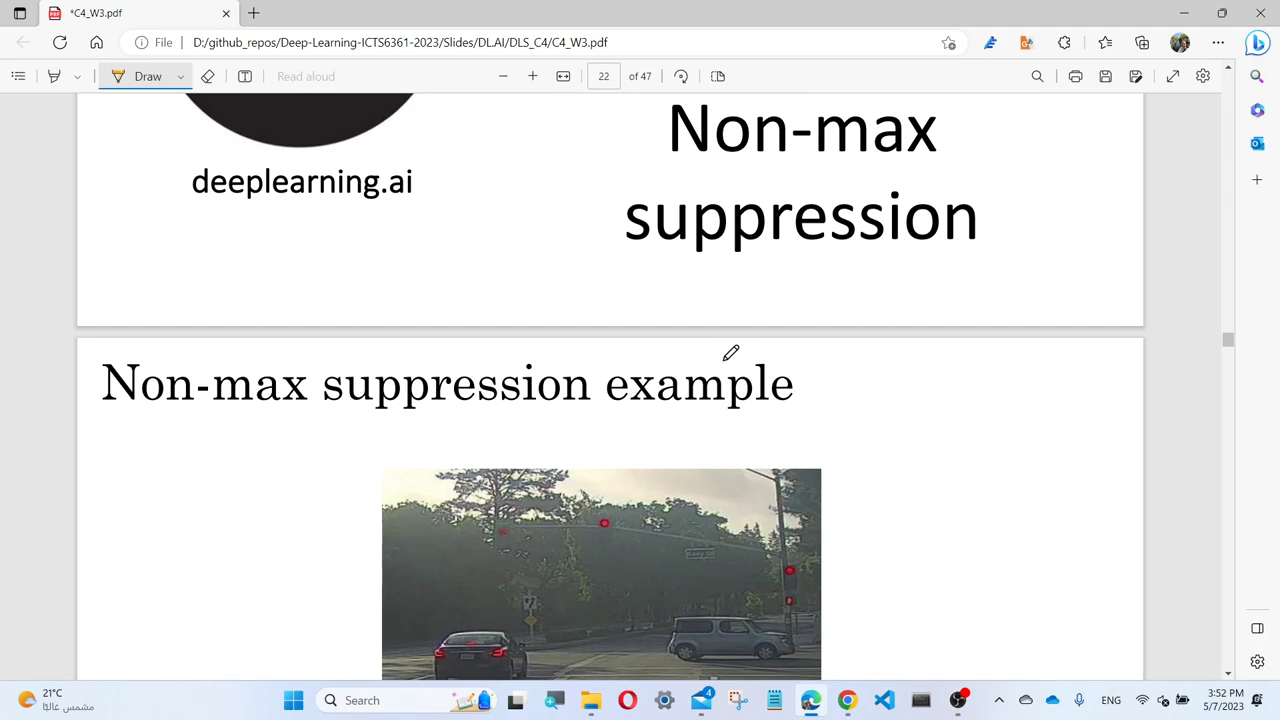 *C4_W3.pdf
File
D:/github_repos/Deep-Learning-ICTS6361-2023/Slides/DL.AI/DLS_C4/C4_W3.pdf
Draw
Read aloud
22
of 47
Non-max
suppression
deeplearning.ai
Non-max suppression example
21°C
مشمس غالبًا
Search
4
ENG
3:52 PM
5/7/2023